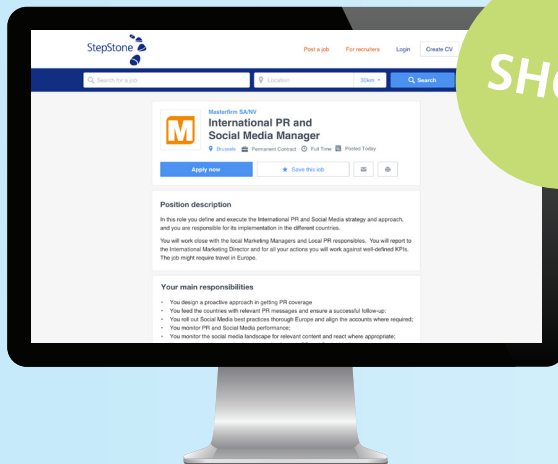 StepStone
Post a job
For recruiters
Login
Create CV
SHO
Search for a job
Location
30km
Search
M
Masterfirm SA/NV
International PR and
Social Media Manager
Brussels Permanent Contract Full Time Posted Today
Apply now
Save this job
Position description
In this role you define and execute the International PR and Social Media strategy and approach,
and you are responsible for its implementation in the different countries.
You will work close with the local Marketing Managers and Local PR responsibles. You will report to
the International Marketing Director and for all your actions you will work against well-defined KPIs.
The job might require travel in Europe.
Your main responsibilities
• You design a proactive approach in getting PR coverage
• You feed the countries with relevant PR messages and ensure a successful follow-up;
• You roll out Social Media best practices thorough Europe and align the accounts where required;
• You monitor PR and Social Media performance;
• You monitor the social media landscape for relevant content and react where appropriate;